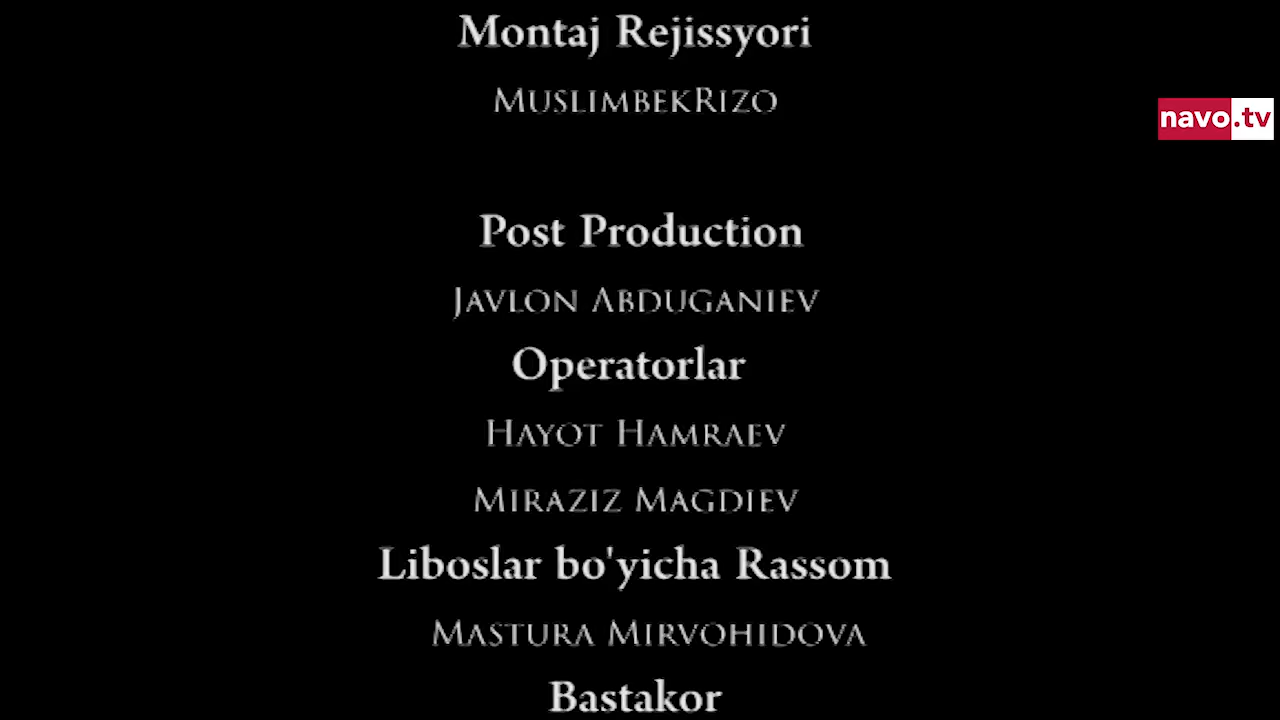 Montaj Rejissyori
MUSLIMBEKRIZO
navo.tv
Post Production
JAVLON ABDUGANIEV
Operatorlar
HAYOT HAMRAEV
MIRAZIZ MAGDIEV
Liboslar bo'yicha Rassom
MASTURA MIRVOHIDOVA
Bastakor